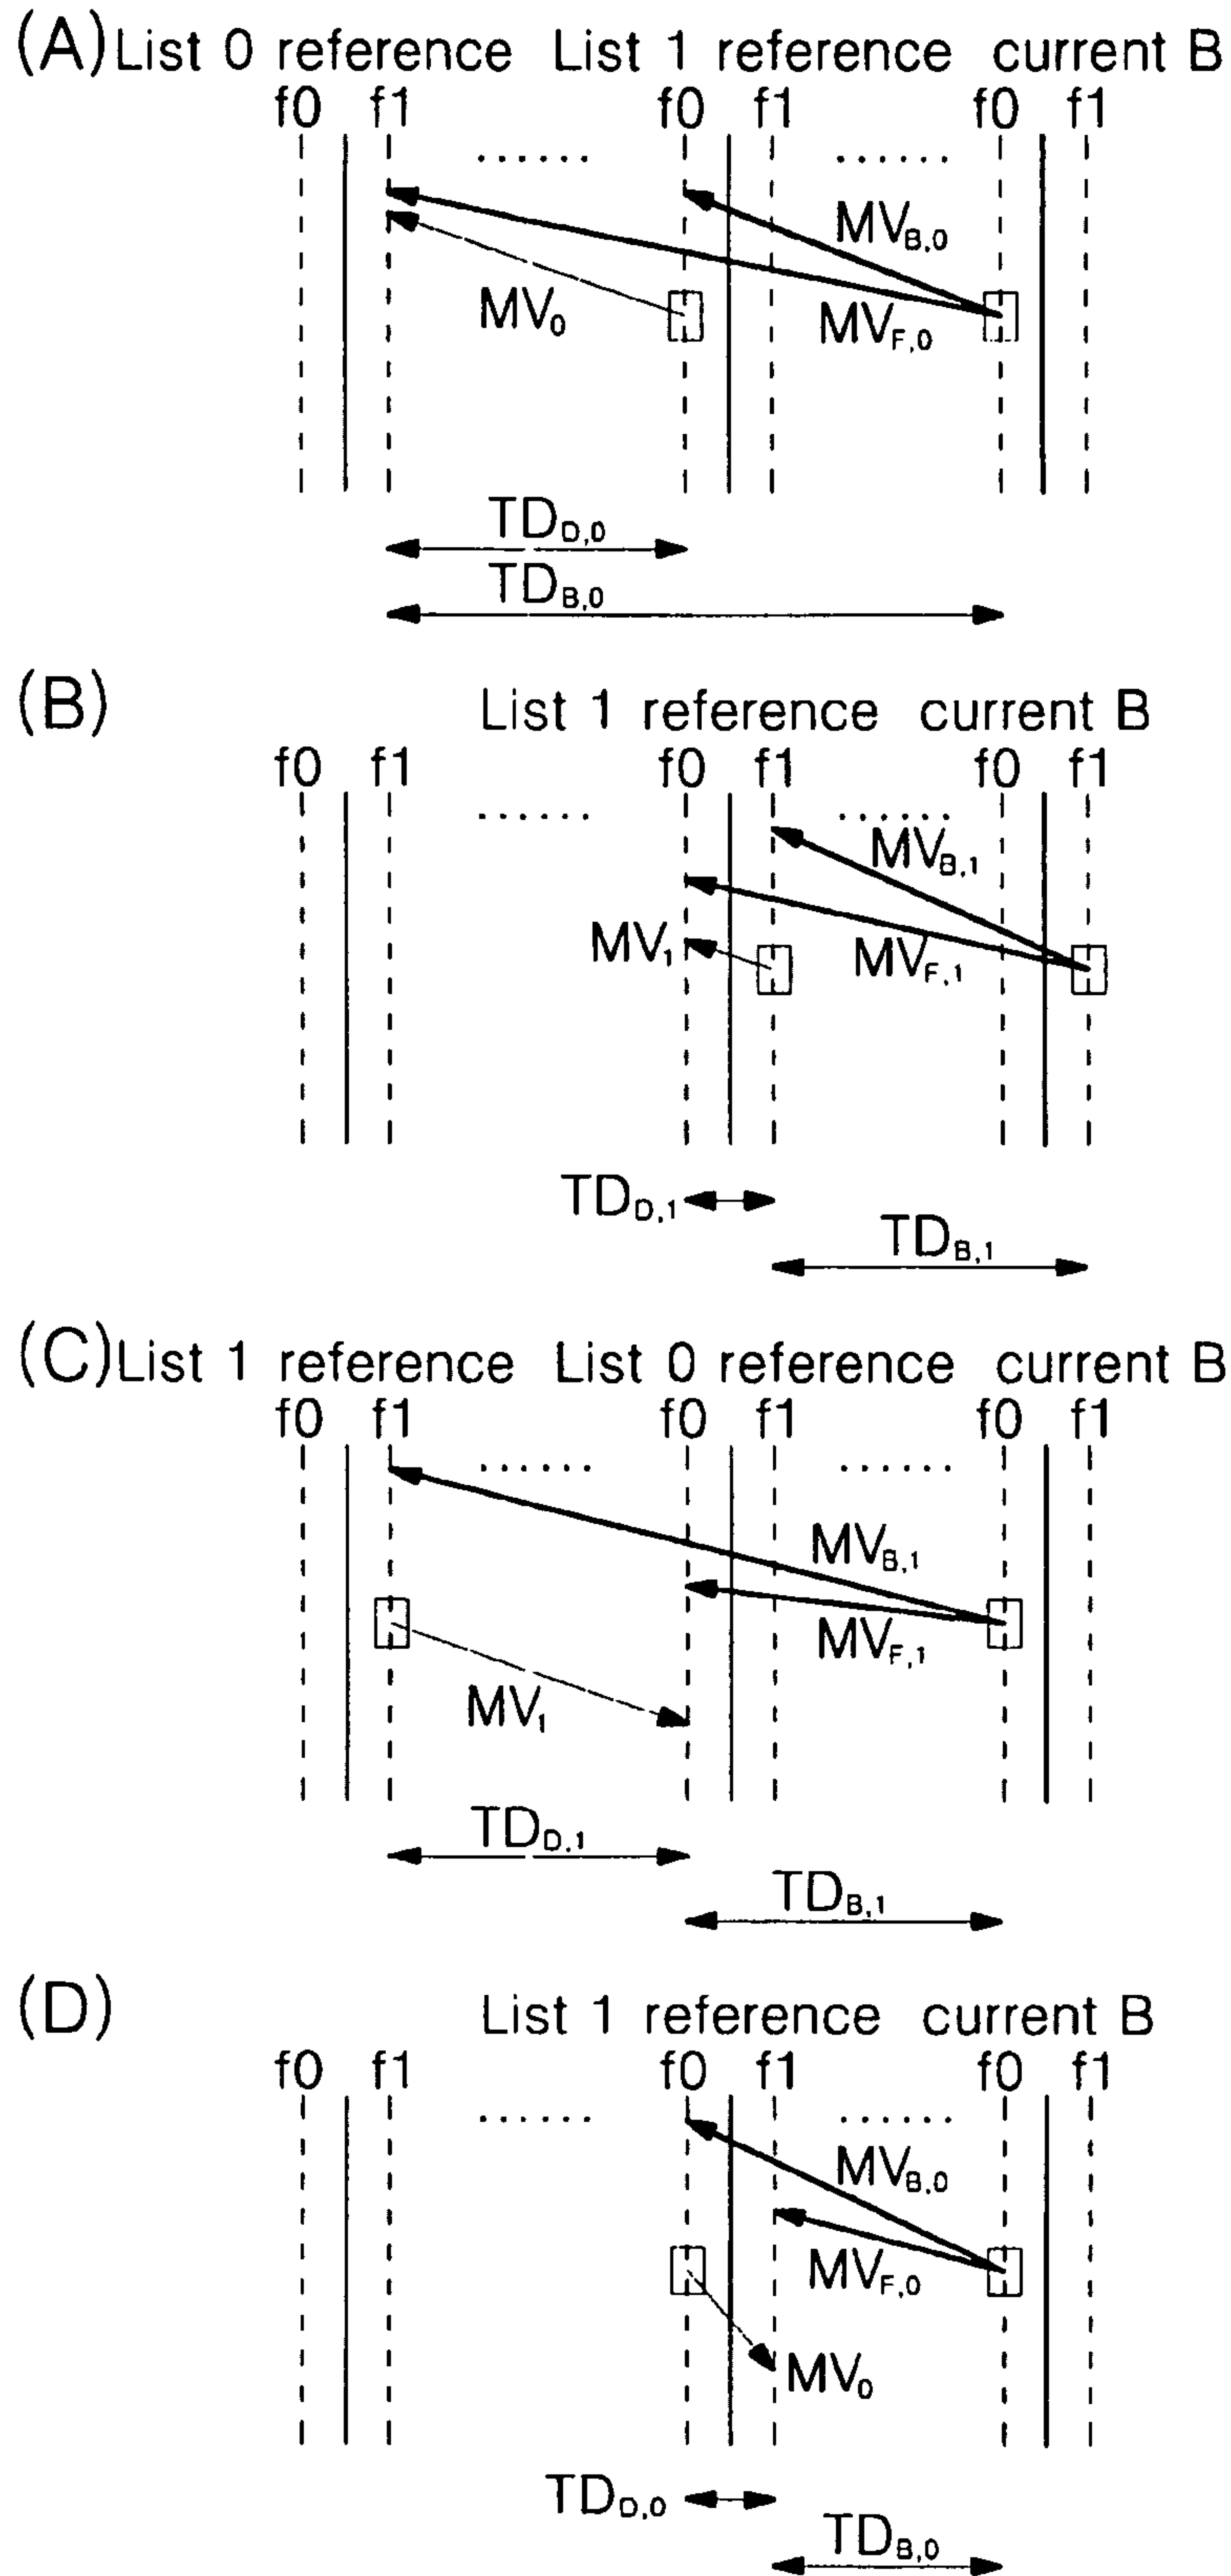 (A) List 0 reference List 1 reference current B
f0 f1 f0 f1 f0 f1
...... ......
MV_B,0
MV_0 MV_F,0
TD_D,0
TD_B,0
(B) List 1 reference current B
f0 f1 f0 f1 f0 f1
...... ......
MV_B,1
MV_1 MV_F,1
TD_D,1
TD_B,1
(C) List 1 reference List 0 reference current B
f0 f1 f0 f1 f0 f1
...... ......
MV_B,1
MV_F,1
MV_1
TD_D,1
TD_B,1
(D) List 1 reference current B
f0 f1 f0 f1 f0 f1
...... ......
MV_B,0
MV_F,0
MV_0
TD_D,0
TD_B,0